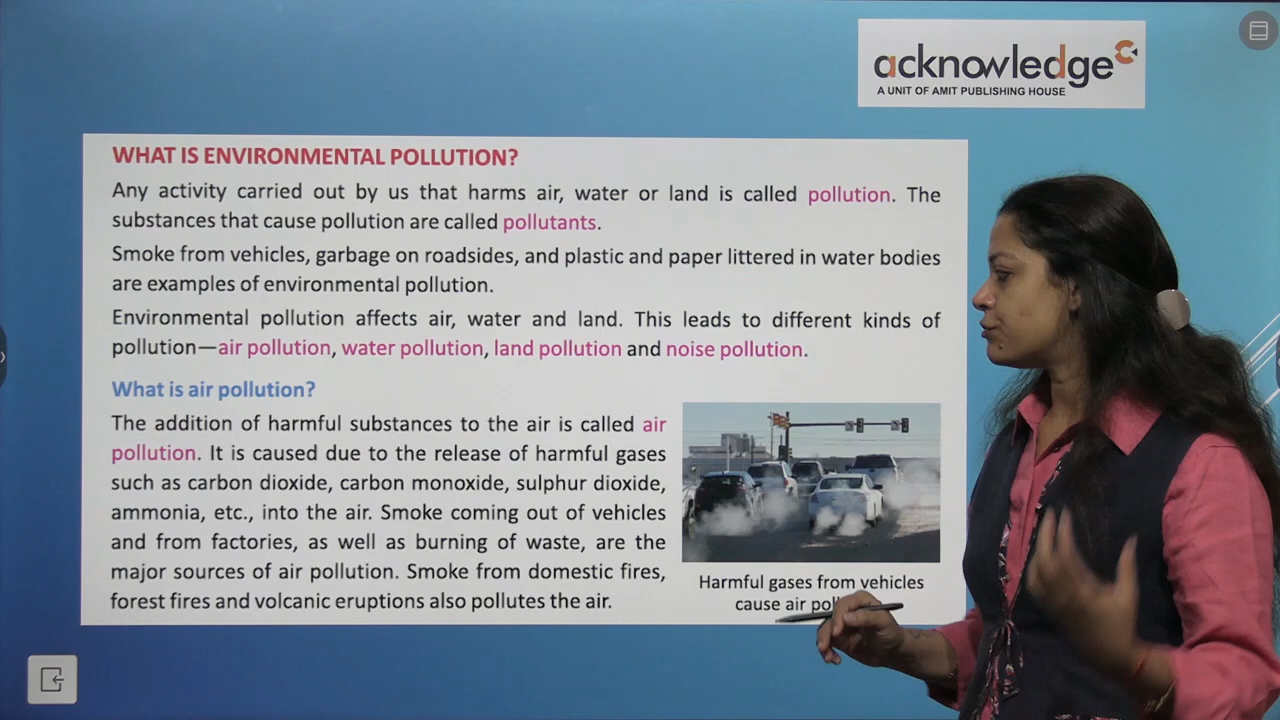 acknowledge
A UNIT OF AMIT PUBLISHING HOUSE
WHAT IS ENVIRONMENTAL POLLUTION?
Any activity carried out by us that harms air, water or land is called pollution. The
substances that cause pollution are called pollutants.
Smoke from vehicles, garbage on roadsides, and plastic and paper littered in water bodies
are examples of environmental pollution.
Environmental pollution affects air, water and land. This leads to different kinds of
pollution—air pollution, water pollution, land pollution and noise pollution.
What is air pollution?
The addition of harmful substances to the air is called air
pollution. It is caused due to the release of harmful gases
such as carbon dioxide, carbon monoxide, sulphur dioxide,
ammonia, etc., into the air. Smoke coming out of vehicles
and from factories, as well as burning of waste, are the
major sources of air pollution. Smoke from domestic fires,
forest fires and volcanic eruptions also pollutes the air.
Harmful gases from vehicles
cause air